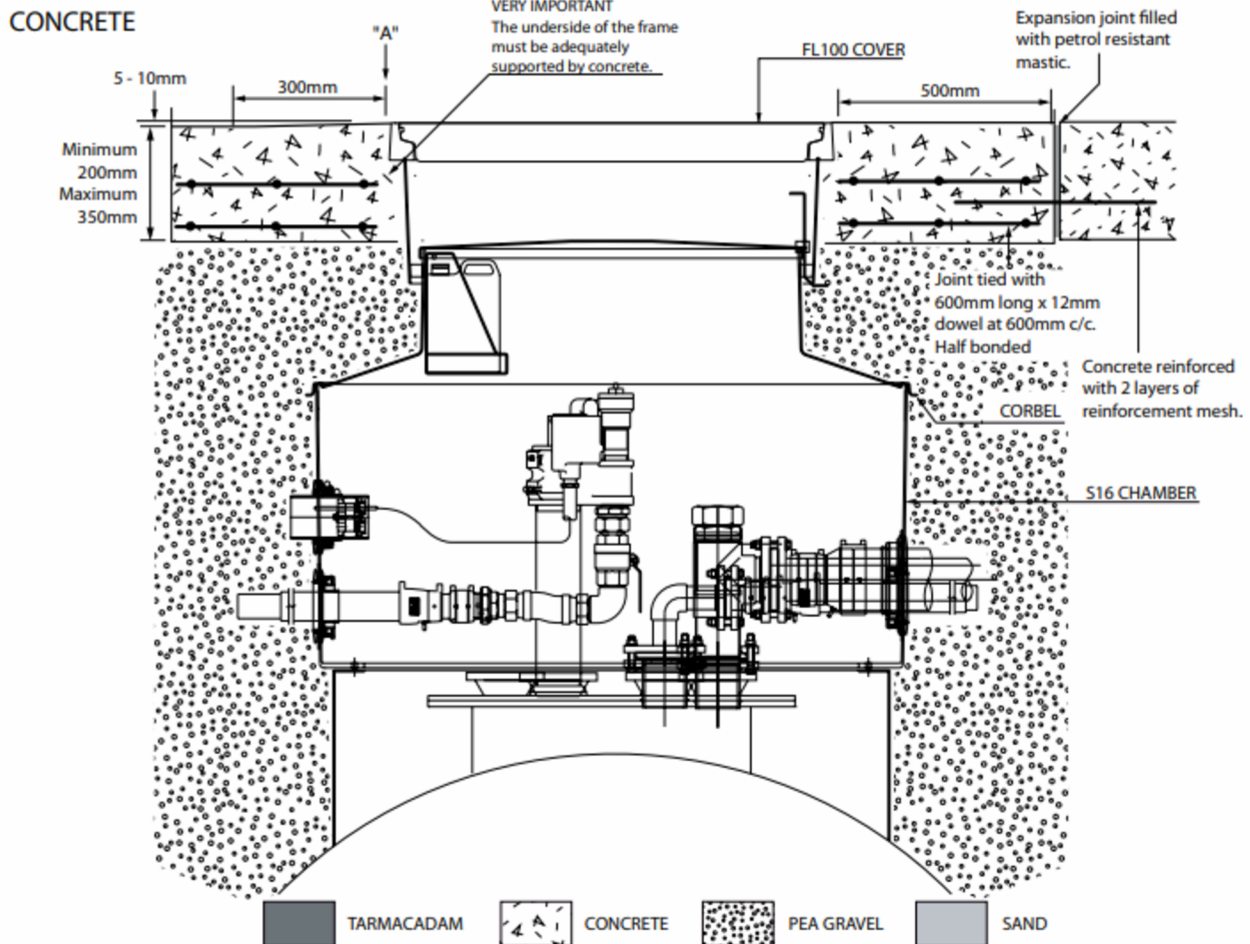 CONCRETE
VERY IMPORTANT
The underside of the frame
must be adequately
supported by concrete.
"A"
FL100 COVER
Expansion joint filled
with petrol resistant
mastic.
5 - 10mm
300mm
500mm
Minimum
200mm
Maximum
350mm
Joint tied with
600mm long x 12mm
dowel at 600mm c/c.
Half bonded
Concrete reinforced
with 2 layers of
reinforcement mesh.
CORBEL
S16 CHAMBER
TARMACADAM
CONCRETE
PEA GRAVEL
SAND